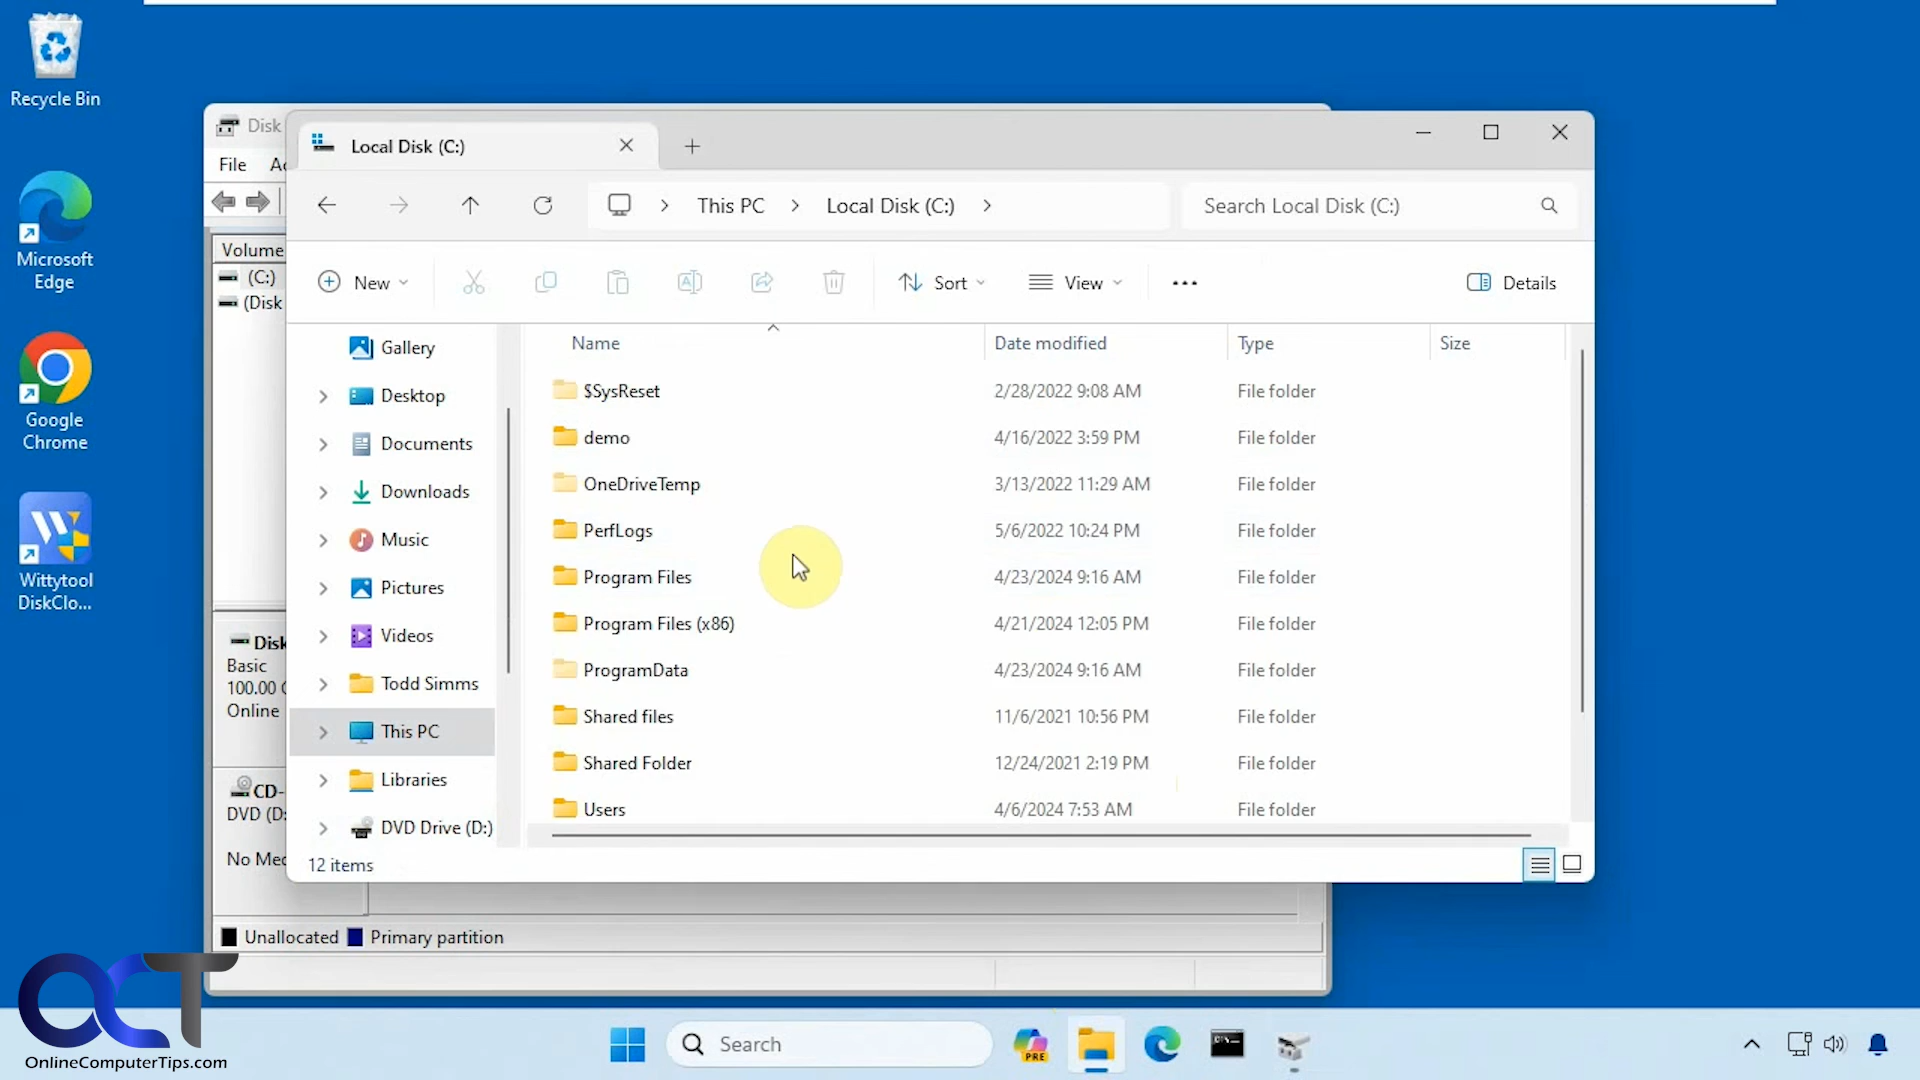 Recycle Bin
Microsoft
Edge
Google
Chrome
Wittytool
DiskClo...
Disk
File
Volume
(C:)
(Disk
Disk
Basic
100.00
Online
CD-
DVD (D:
No Med
Unallocated
Primary partition
Local Disk (C:)
This PC
Local Disk (C:)
Search Local Disk (C:)
New
Sort
View
Details
Gallery
Desktop
Documents
Downloads
Music
Pictures
Videos
Todd Simms
This PC
Libraries
DVD Drive (D:)
Name Date modified Type Size
$SysReset 2/28/2022 9:08 AM File folder
demo 4/16/2022 3:59 PM File folder
OneDriveTemp 3/13/2022 11:29 AM File folder
PerfLogs 5/6/2022 10:24 PM File folder
Program Files 4/23/2024 9:16 AM File folder
Program Files (x86) 4/21/2024 12:05 PM File folder
ProgramData 4/23/2024 9:16 AM File folder
Shared files 11/6/2021 10:56 PM File folder
Shared Folder 12/24/2021 2:19 PM File folder
Users 4/6/2024 7:53 AM File folder
12 items
OCT
OnlineComputerTips.com
Search
PRE